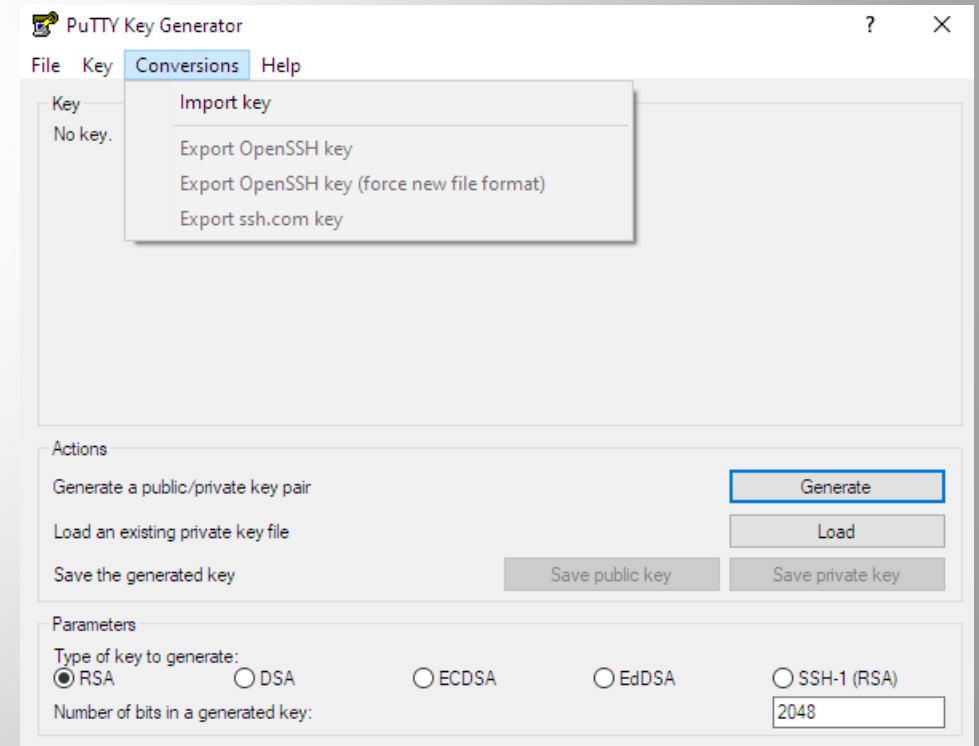 PuTTY Key Generator ?
File Key Conversions Help
Key
No key.
Import key
Export OpenSSH key
Export OpenSSH key (force new file format)
Export ssh.com key
Actions
Generate a public/private key pair Generate
Load an existing private key file Load
Save the generated key Save public key Save private key
Parameters
Type of key to generate:
RSA DSA ECDSA EdDSA SSH-1 (RSA)
Number of bits in a generated key: 2048